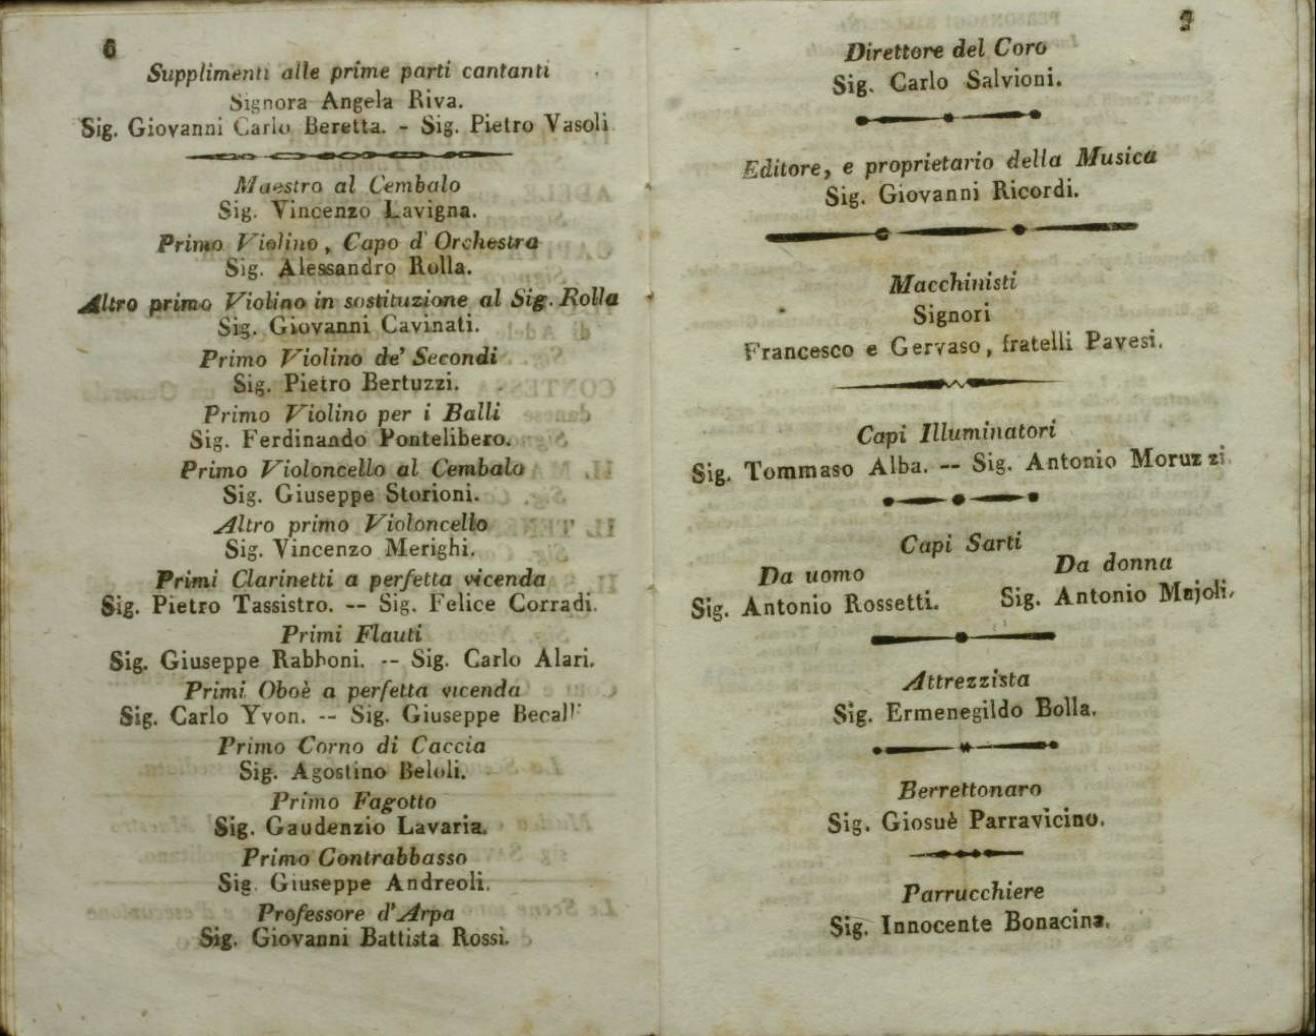 6
Supplimenti alle prime parti cantanti
Signora Angela Riva.
Sig. Giovanni Carlo Beretta. - Sig. Pietro Vasoli
Maestro al Cembalo
Sig. Vincenzo Lavigna.
Primo Violino, Capo d'Orchestra
Sig. Alessandro Rolla.
Altro primo Violino in sostituzione al Sig. Rolla
Sig. Giovanni Cavinati.
Primo Violino de' Secondi
Sig. Pietro Bertuzzi.
Primo Violino per i Balli
Sig. Ferdinando Pontelibero.
Primo Violoncello al Cembalo
Sig. Giuseppe Storioni.
Altro primo Violoncello
Sig. Vincenzo Merighi.
Primi Clarinetti a perfetta vicenda
Sig. Pietro Tassistro. -- Sig. Felice Corradi.
Primi Flauti
Sig. Giuseppe Rabboni. -- Sig. Carlo Alari.
Primi Oboè a perfetta vicenda
Sig. Carlo Yvon. -- Sig. Giuseppe
Primo Corno di Caccia
Sig. Agostino Beloli.
Primo Fagotto
Sig. Gaudenzio Lavaria.
Primo Contrabbasso
Sig. Giuseppe Andreoli.
Professore d'Arpa
Sig. Giovanni Battista Rossi.
7
Direttore del Coro
Sig. Carlo Salvioni.
Editore, e proprietario della Musica
Sig. Giovanni Ricordi.
Macchinisti
Signori
Francesco e Gervaso, fratelli Pavesi.
Capi Illuminatori
Sig. Tommaso Alba. -- Sig. Antonio Moruzzi
Capi Sarti
Da uomo
Sig. Antonio Rossetti.
Da donna
Sig. Antonio Majoli.
Attrezzista
Sig. Ermenegildo Bolla.
Berrettonaro
Sig. Giosuè Parravicino.
Parrucchiere
Sig. Innocente Bonacina.